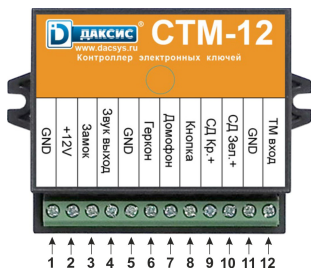 D ДАКСИС® СТМ-12
www.dacsys.ru
Контроллер электронных ключей
GND
+12V
Замок
Звук выход
GND
Геркон
Домофон
Кнопка
СД Кр.+
СД Зел.+
GND
ТМ вход
1 2 3 4 5 6 7 8 9 10 11 12